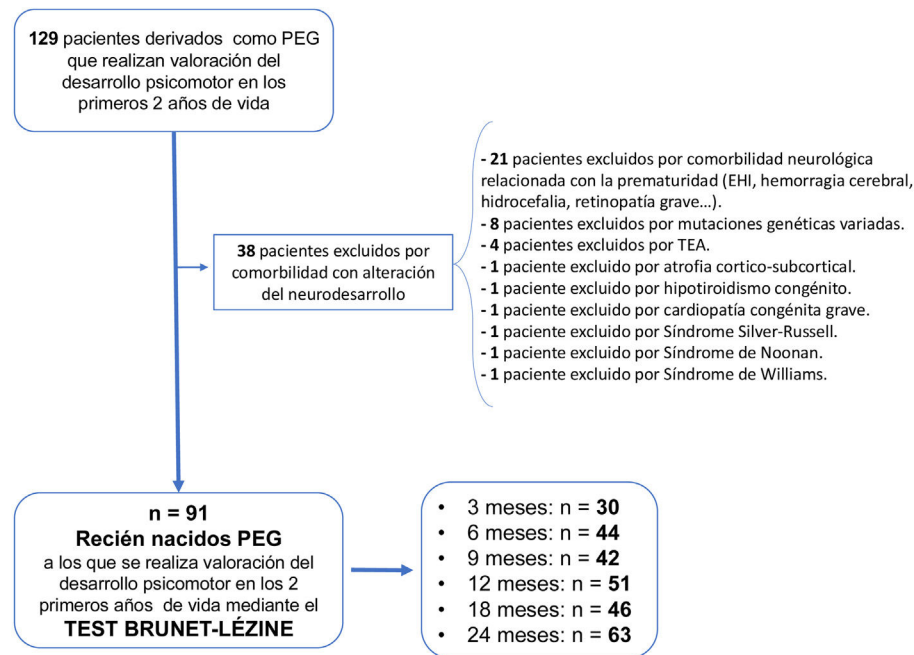 129 pacientes derivados como PEG
que realizan valoración del
desarrollo psicomotor en los
primeros 2 años de vida
38 pacientes excluidos por
comorbilidad con alteración
del neurodesarrollo
- 21 pacientes excluidos por comorbilidad neurológica
relacionada con la prematuridad (EHI, hemorragia cerebral,
hidrocefalia, retinopatía grave...).
- 8 pacientes excluidos por mutaciones genéticas variadas.
- 4 pacientes excluidos por TEA.
- 1 paciente excluido por atrofia cortico-subcortical.
- 1 paciente excluido por hipotiroidismo congénito.
- 1 paciente excluido por cardiopatía congénita grave.
- 1 paciente excluido por Síndrome Silver-Russell.
- 1 paciente excluido por Síndrome de Noonan.
- 1 paciente excluido por Síndrome de Williams.
n = 91
Recién nacidos PEG
a los que se realiza valoración del
desarrollo psicomotor en los 2
primeros años de vida mediante el
TEST BRUNET-LÉZINE
• 3 meses: n = 30
• 6 meses: n = 44
• 9 meses: n = 42
• 12 meses: n = 51
• 18 meses: n = 46
• 24 meses: n = 63